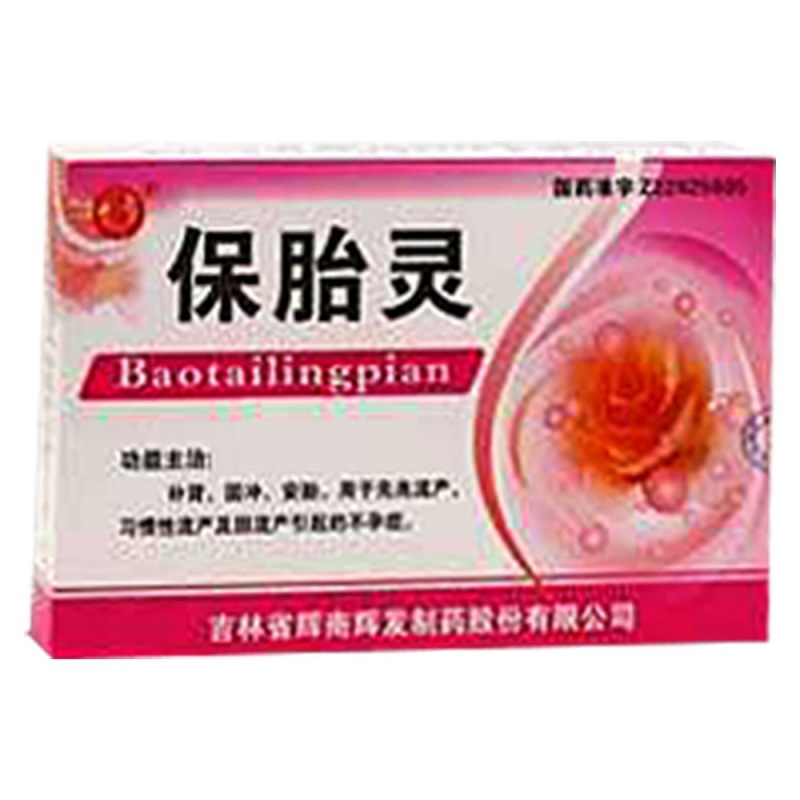 国药准字Z22025605
保胎灵
Baotailingpian
功能主治:
补肾，固冲，安胎。用于先兆流产，
习惯性流产及因流产引起的不孕症。
吉林省辉南辉发制药股份有限公司